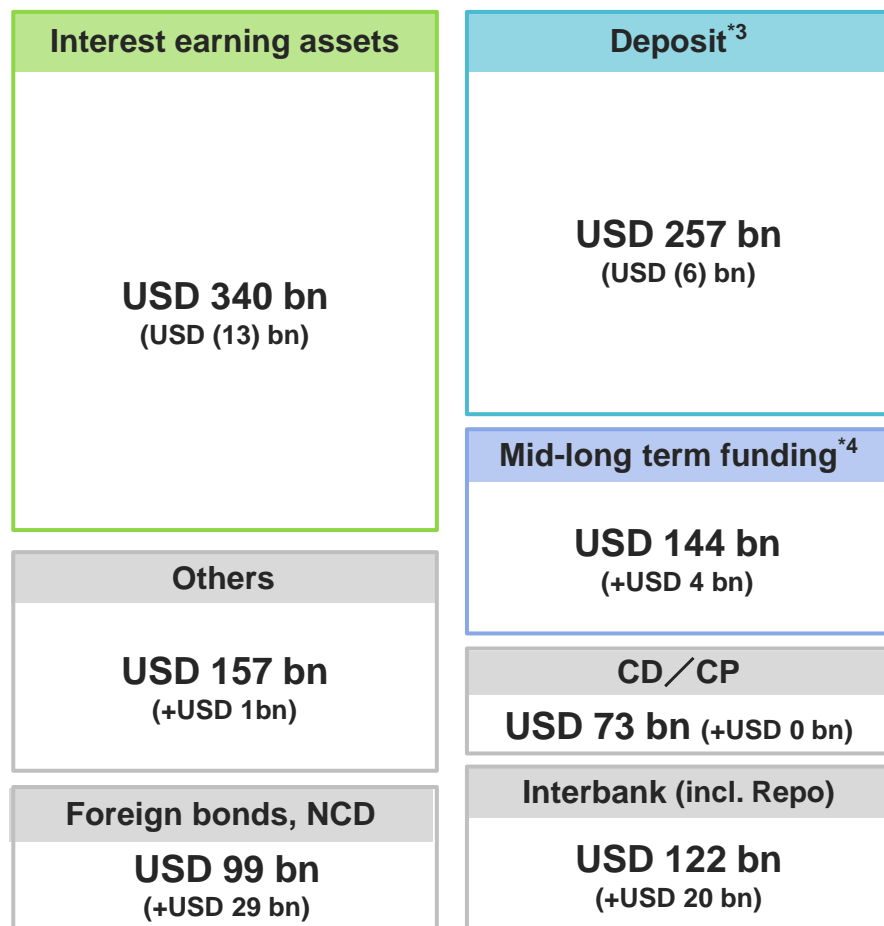 Interest earning assets
USD 340 bn
(USD (13) bn)
Others
USD 157 bn
(+USD 1bn)
Foreign bonds, NCD
USD 99 bn
(+USD 29 bn)
Deposit*3
USD 257 bn
(USD (6) bn)
Mid-long term funding*4
USD 144 bn
(+USD 4 bn)
CD／CP
USD 73 bn (+USD 0 bn)
Interbank (incl. Repo)
USD 122 bn
(+USD 20 bn)